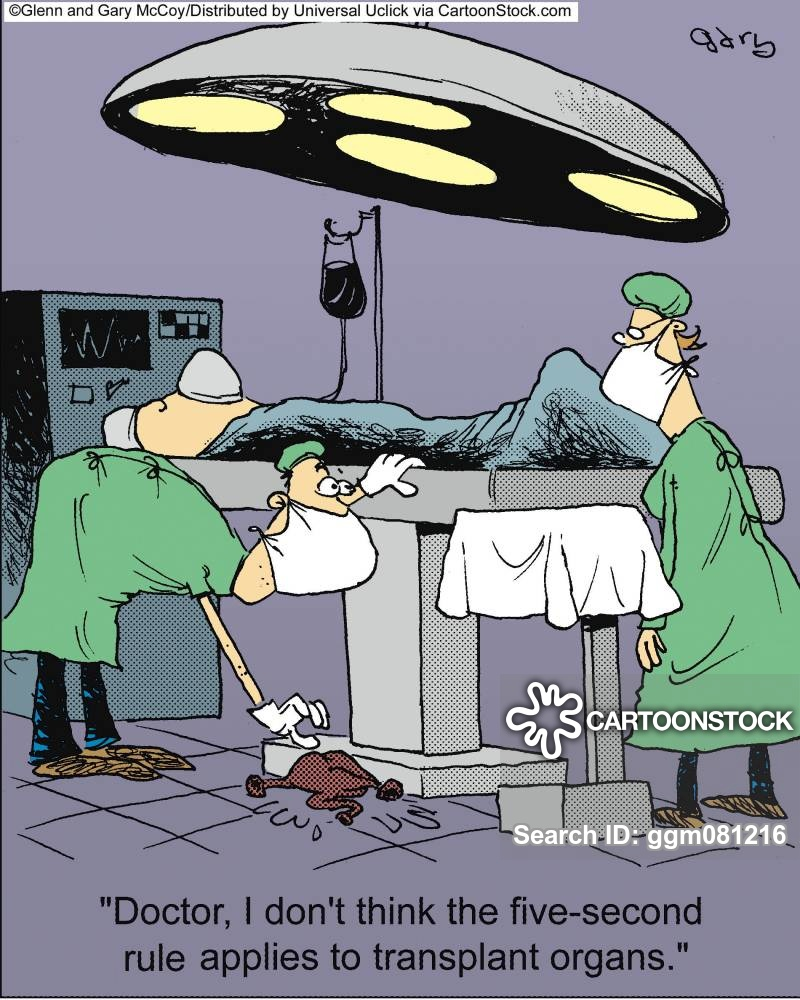 ©Glenn and Gary McCoy/Distributed by Universal Uclick via CartoonStock.com
gary
CARTOONSTOCK
Search ID: ggm081216
"Doctor, I don't think the five-second
rule applies to transplant organs."